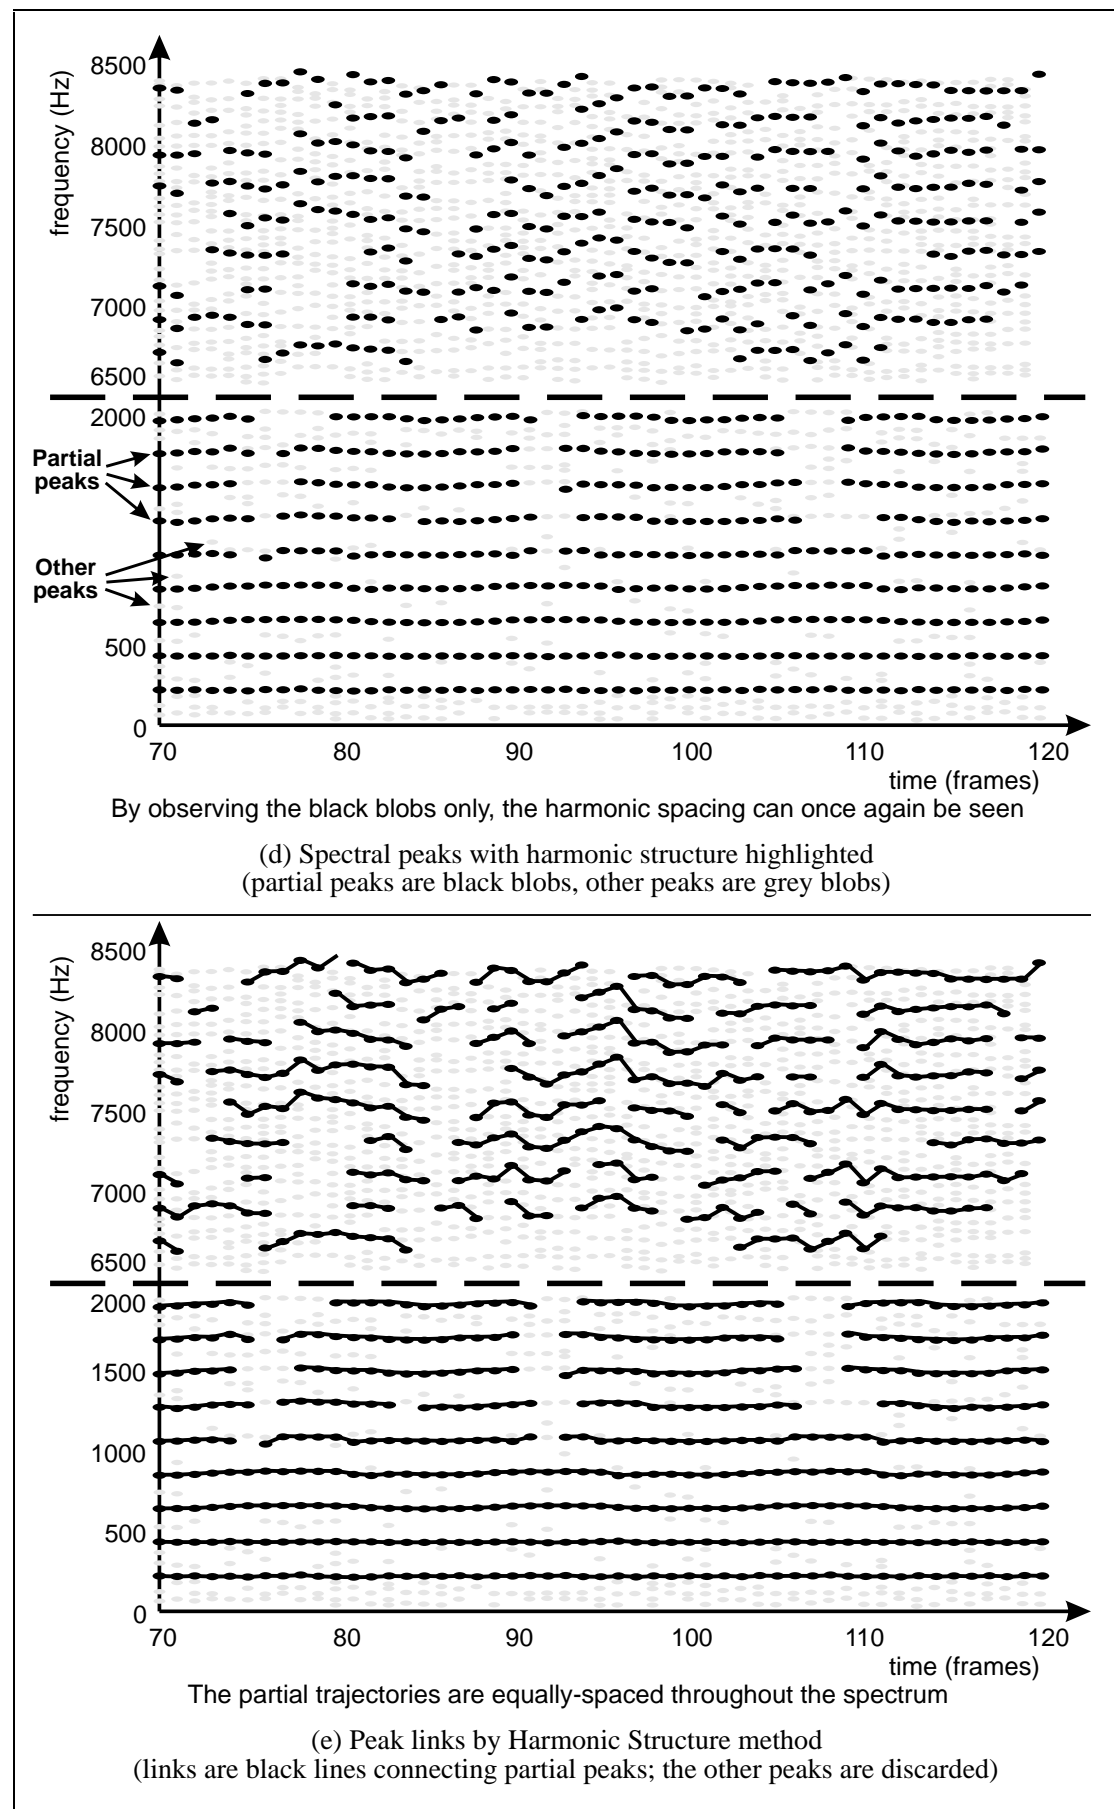 frequency (Hz)
8500
8000
7500
7000
6500
2000
Partial
peaks
Other
peaks
500
0
70 80 90 100 110 120
time (frames)
By observing the black blobs only, the harmonic spacing can once again be seen
(d) Spectral peaks with harmonic structure highlighted
(partial peaks are black blobs, other peaks are grey blobs)
frequency (Hz)
8500
8000
7500
7000
6500
2000
1500
1000
500
0
70 80 90 100 110 120
time (frames)
The partial trajectories are equally-spaced throughout the spectrum
(e) Peak links by Harmonic Structure method
(links are black lines connecting partial peaks; the other peaks are discarded)